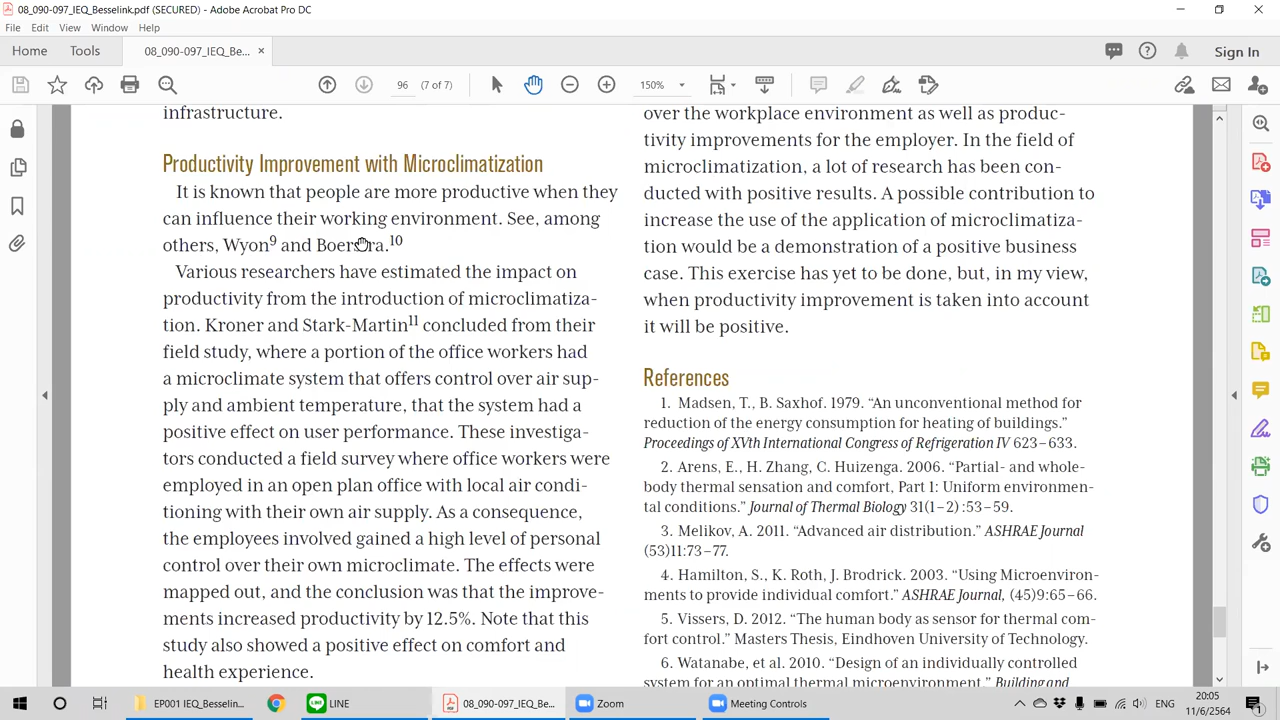 08_090-097_IEQ_Besselink.pdf (SECURED) - Adobe Acrobat Pro DC
File Edit View Window Help
Home Tools 08_090-097_IEQ_Be... × Sign In
96 (7 of 7) 150%
infrastructure.
Productivity Improvement with Microclimatization
It is known that people are more productive when they
can influence their working environment. See, among
others, Wyon9 and Boerstra.10
Various researchers have estimated the impact on
productivity from the introduction of microclimatiza-
tion. Kroner and Stark-Martin11 concluded from their
field study, where a portion of the office workers had
a microclimate system that offers control over air sup-
ply and ambient temperature, that the system had a
positive effect on user performance. These investiga-
tors conducted a field survey where office workers were
employed in an open plan office with local air condi-
tioning with their own air supply. As a consequence,
the employees involved gained a high level of personal
control over their own microclimate. The effects were
mapped out, and the conclusion was that the improve-
ments increased productivity by 12.5%. Note that this
study also showed a positive effect on comfort and
health experience.
over the workplace environment as well as produc-
tivity improvements for the employer. In the field of
microclimatization, a lot of research has been con-
ducted with positive results. A possible contribution to
increase the use of the application of microclimatiza-
tion would be a demonstration of a positive business
case. This exercise has yet to be done, but, in my view,
when productivity improvement is taken into account
it will be positive.
References
1. Madsen, T., B. Saxhof. 1979. “An unconventional method for
reduction of the energy consumption for heating of buildings.”
Proceedings of XVth International Congress of Refrigeration IV 623–633.
2. Arens, E., H. Zhang, C. Huizenga. 2006. “Partial- and whole-
body thermal sensation and comfort, Part 1: Uniform environmen-
tal conditions.” Journal of Thermal Biology 31(1–2) :53–59.
3. Melikov, A. 2011. “Advanced air distribution.” ASHRAE Journal
(53)11:73–77.
4. Hamilton, S., K. Roth, J. Brodrick. 2003. “Using Microenviron-
ments to provide individual comfort.” ASHRAE Journal, (45)9:65–66.
5. Vissers, D. 2012. “The human body as sensor for thermal com-
fort control.” Masters Thesis, Eindhoven University of Technology.
6. Watanabe, et al. 2010. “Design of an individually controlled
system for an optimal thermal microenvironment.” Building and
EP001 IEQ_Besselin... LINE 08_090-097_IEQ_Be... Zoom Meeting Controls ENG 20:05
11/6/2564